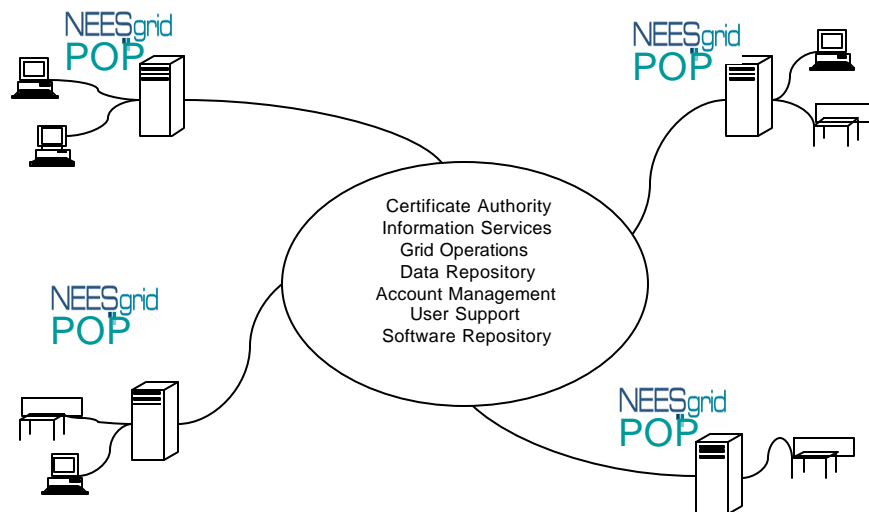 NEESgrid
POP
NEESgrid
POP
Certificate Authority
Information Services
Grid Operations
Data Repository
Account Management
User Support
Software Repository
NEESgrid
POP
NEESgrid
POP